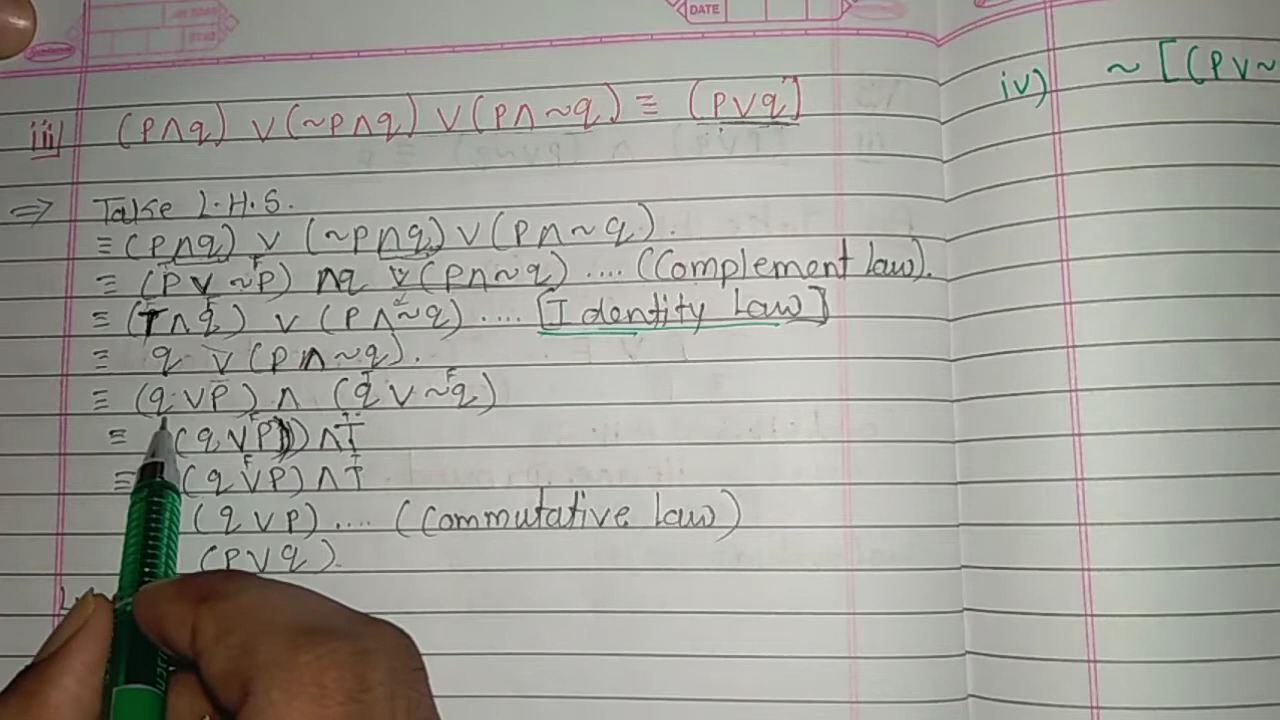 DATE
iv) ~ [(P∨~
iii) (P∧q) ∨ (~P∧q) ∨ (P∧~q) ≡ (P∨q)
⇒ Take L.H.S.
≡ (P∧q) ∨ (~P∧q) ∨ (P∧~q).
≡ (P∨~P) ∧q ∨ (P∧~q) .... (Complement law).
≡ (T∧q) ∨ (P∧~q) .... [Identity Law]
≡ q ∨ (P∧~q).
≡ (q∨P) ∧ (q∨~q)
≡ (q∨P) ∧T
≡ (q∨P) ∧T
(q∨P) .... (Commutative law)
(P∨q).